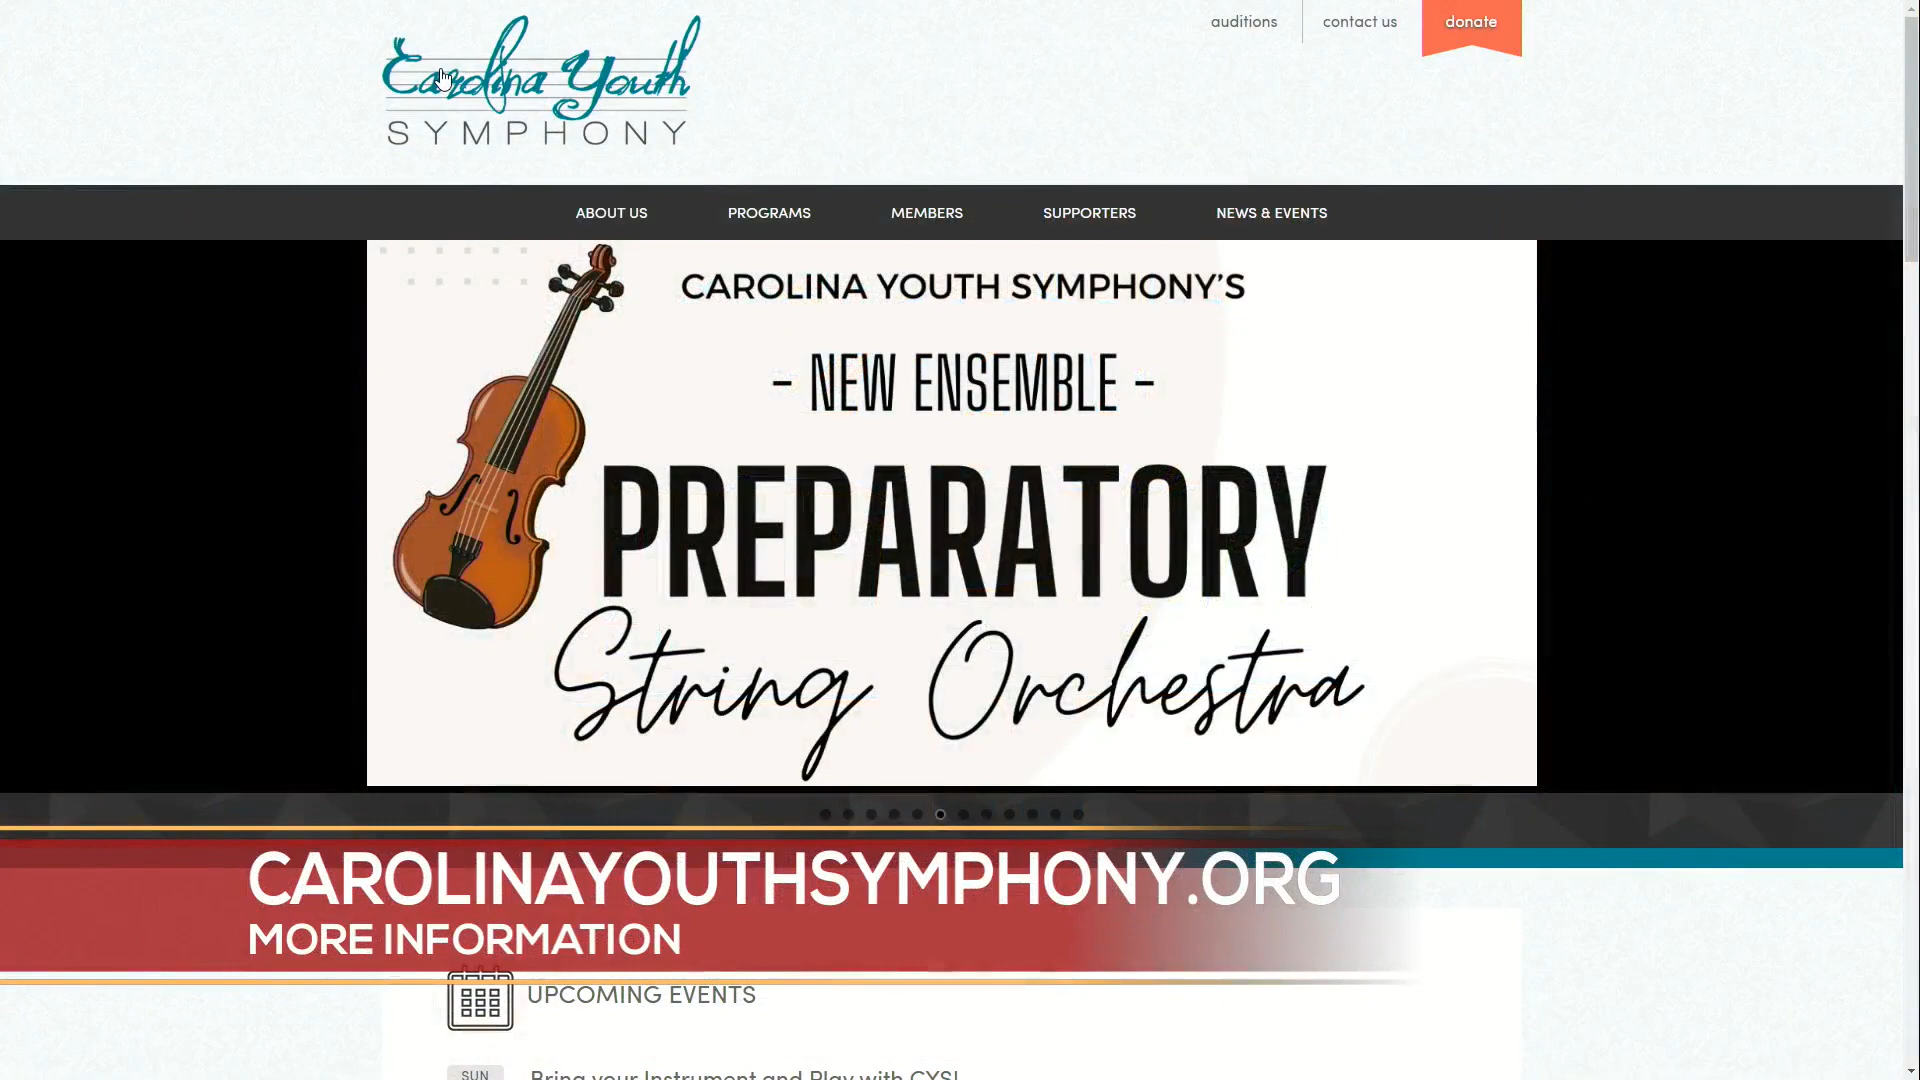 Carolina Youth
SYMPHONY
auditions
contact us
donate
ABOUT US
PROGRAMS
MEMBERS
SUPPORTERS
NEWS & EVENTS
CAROLINA YOUTH SYMPHONY'S
- NEW ENSEMBLE -
PREPARATORY
String Orchestra
CAROLINAYOUTHSYMPHONY.ORG
MORE INFORMATION
UPCOMING EVENTS
SUN
Bring your Instrument and Play with CYS!